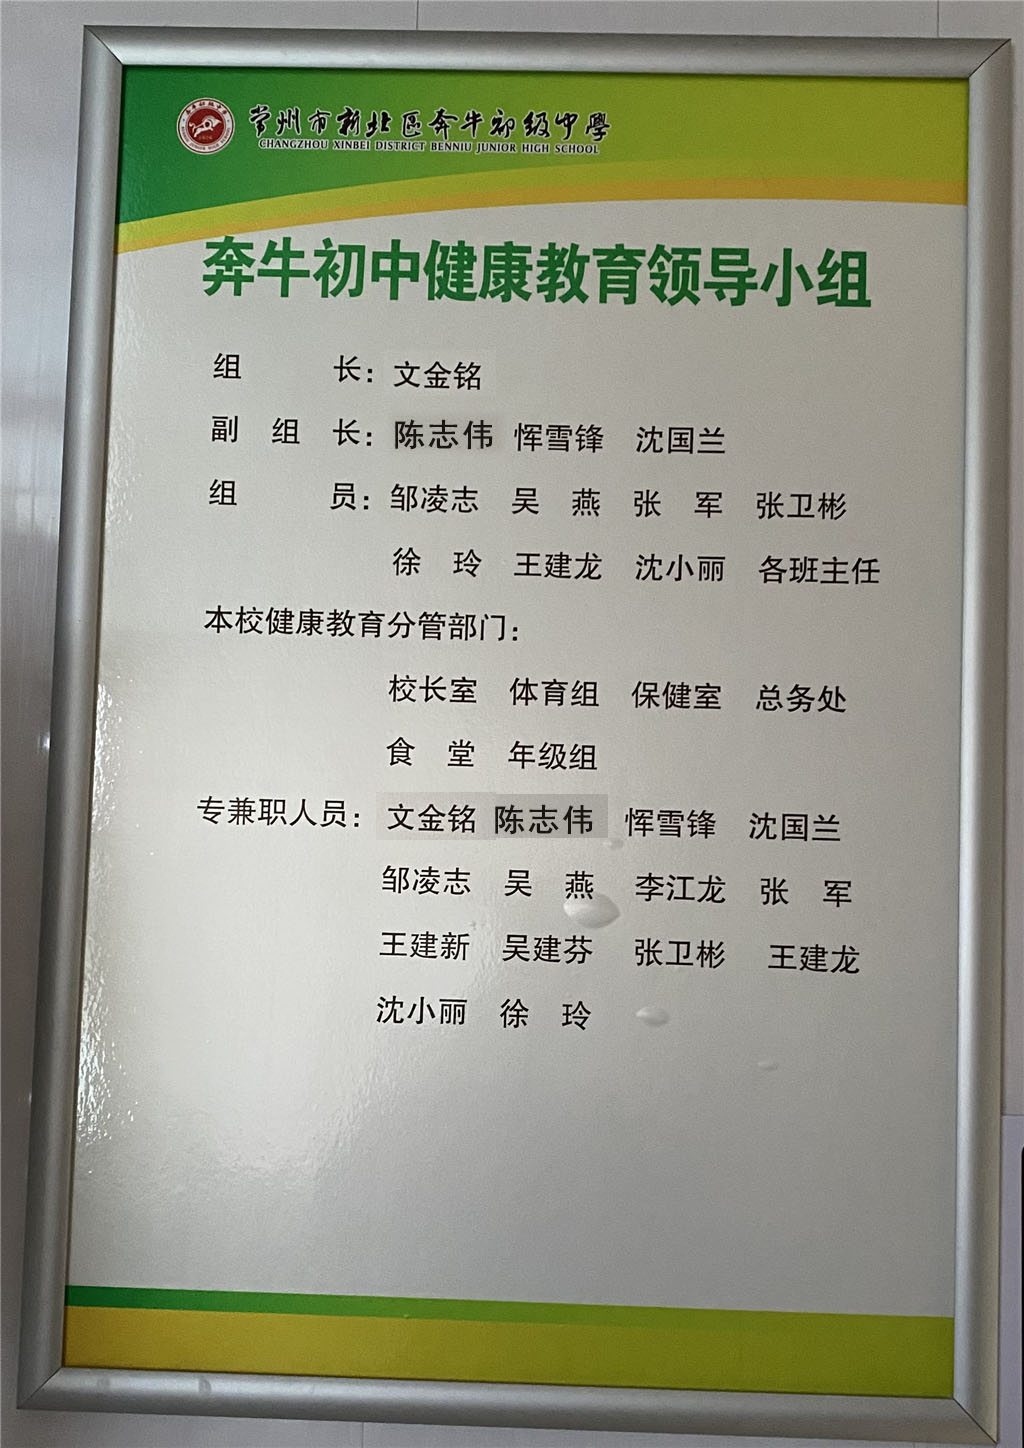 常州市新北區奔牛初级中學
CHANGZHOU XINBEI DISTRICT BENNIU JUNIOR HIGH SCHOOL
奔牛初中健康教育领导小组
组 长：文金铭
副 组 长：陈志伟 恽雪锋 沈国兰
组 员：邹凌志 吴 燕 张 军 张卫彬
徐 玲 王建龙 沈小丽 各班主任
本校健康教育分管部门：
校长室 体育组 保健室 总务处
食 堂 年级组
专兼职人员：文金铭 陈志伟 恽雪锋 沈国兰
邹凌志 吴 燕 李江龙 张 军
王建新 吴建芬 张卫彬 王建龙
沈小丽 徐 玲